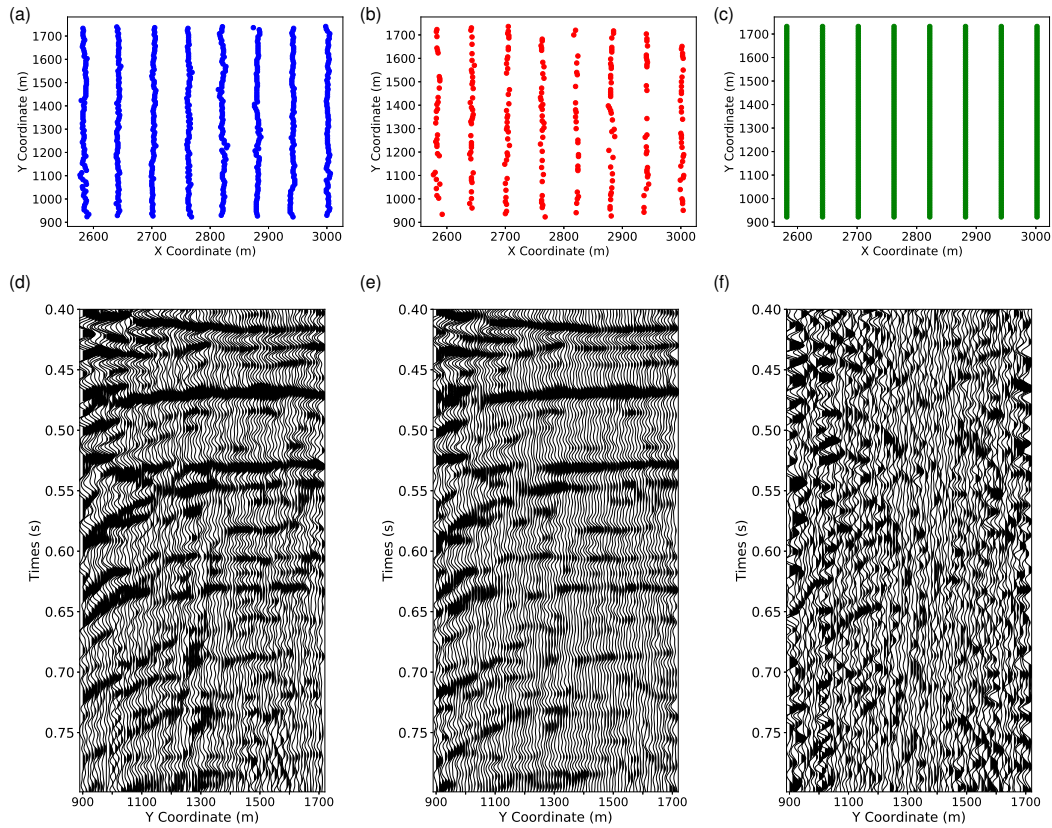 (a)
1700
1600
1500
1400
1300
1200
1100
1000
900
Y Coordinate (m)
2600 2700 2800 2900 3000
X Coordinate (m)
(b)
1700
1600
1500
1400
1300
1200
1100
1000
900
Y Coordinate (m)
2600 2700 2800 2900 3000
X Coordinate (m)
(c)
1700
1600
1500
1400
1300
1200
1100
1000
900
Y Coordinate (m)
2600 2700 2800 2900 3000
X Coordinate (m)
(d)
0.40
0.45
0.50
0.55
0.60
0.65
0.70
0.75
Times (s)
900 1100 1300 1500 1700
Y Coordinate (m)
(e)
0.40
0.45
0.50
0.55
0.60
0.65
0.70
0.75
Times (s)
900 1100 1300 1500 1700
Y Coordinate (m)
(f)
0.40
0.45
0.50
0.55
0.60
0.65
0.70
0.75
Times (s)
900 1100 1300 1500 1700
Y Coordinate (m)